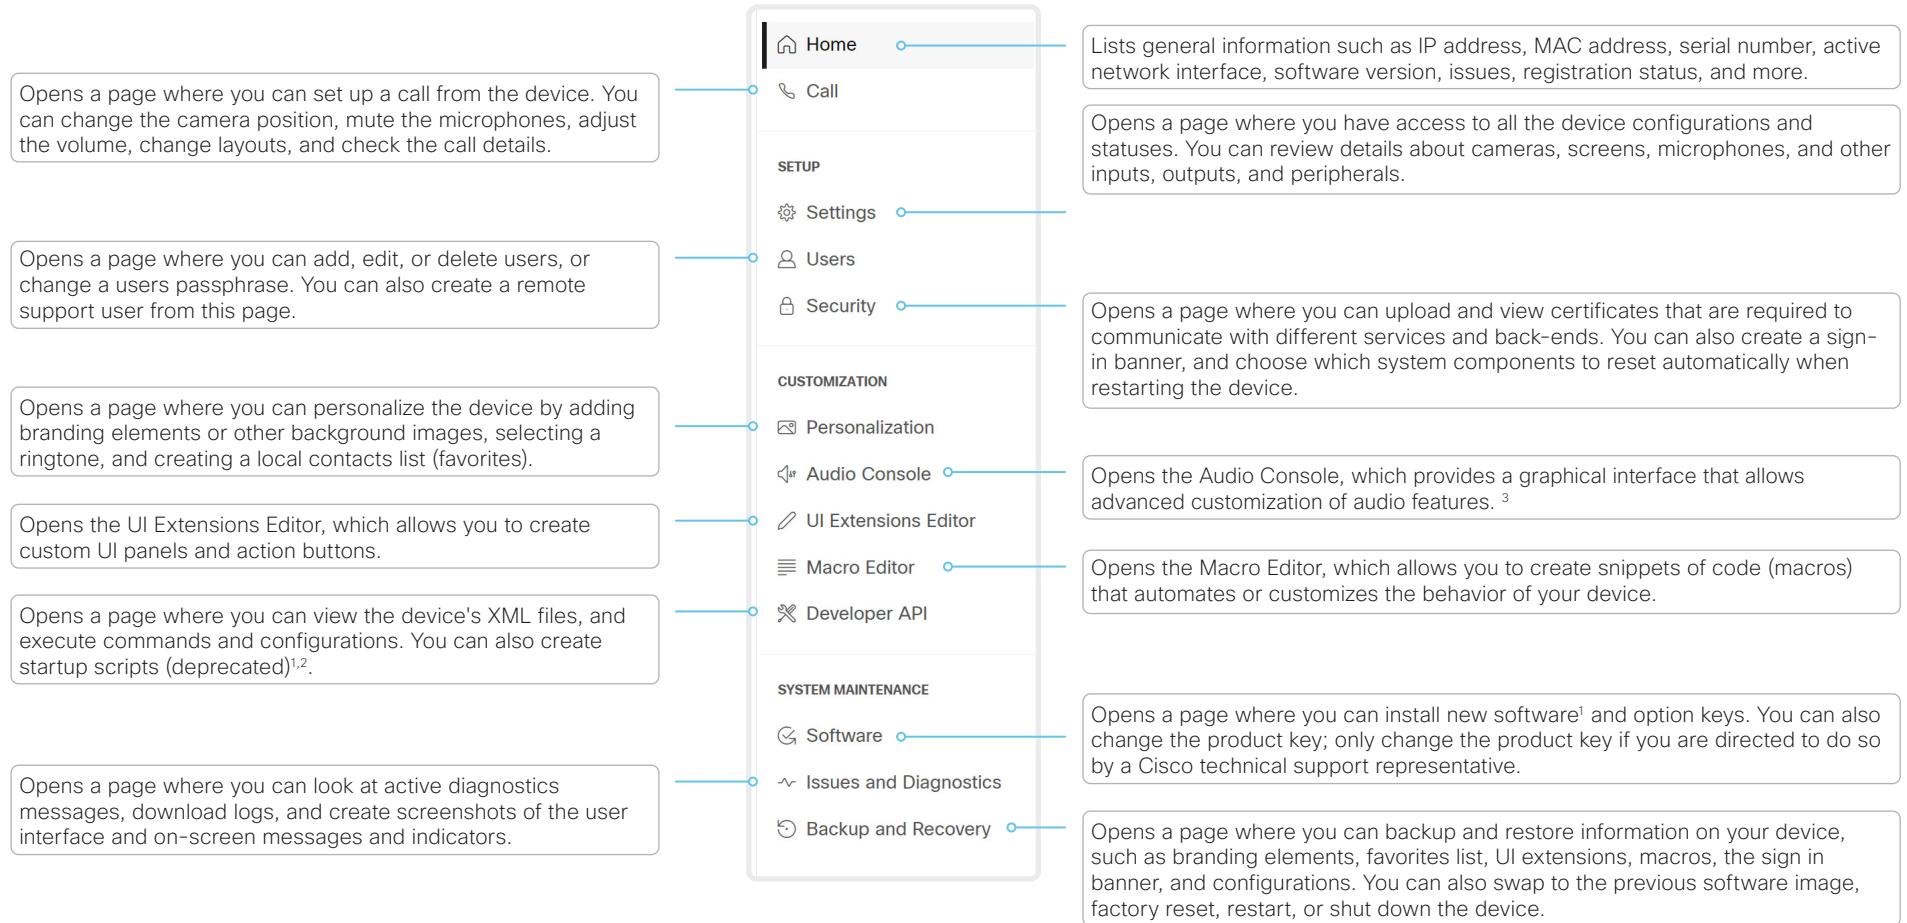 Home
Lists general information such as IP address, MAC address, serial number, active
network interface, software version, issues, registration status, and more.
Opens a page where you can set up a call from the device. You
can change the camera position, mute the microphones, adjust
the volume, change layouts, and check the call details.
Call
Opens a page where you have access to all the device configurations and
statuses. You can review details about cameras, screens, microphones, and other
inputs, outputs, and peripherals.
SETUP
Settings
Opens a page where you can add, edit, or delete users, or
change a users passphrase. You can also create a remote
support user from this page.
Users
Security
Opens a page where you can upload and view certificates that are required to
communicate with different services and back-ends. You can also create a sign-
in banner, and choose which system components to reset automatically when
restarting the device.
CUSTOMIZATION
Opens a page where you can personalize the device by adding
branding elements or other background images, selecting a
ringtone, and creating a local contacts list (favorites).
Personalization
Audio Console
Opens the Audio Console, which provides a graphical interface that allows
advanced customization of audio features. 3
Opens the UI Extensions Editor, which allows you to create
custom UI panels and action buttons.
UI Extensions Editor
Macro Editor
Opens the Macro Editor, which allows you to create snippets of code (macros)
that automates or customizes the behavior of your device.
Opens a page where you can view the device's XML files, and
execute commands and configurations. You can also create
startup scripts (deprecated)1,2.
Developer API
SYSTEM MAINTENANCE
Software
Opens a page where you can install new software1 and option keys. You can also
change the product key; only change the product key if you are directed to do so
by a Cisco technical support representative.
Opens a page where you can look at active diagnostics
messages, download logs, and create screenshots of the user
interface and on-screen messages and indicators.
Issues and Diagnostics
Backup and Recovery
Opens a page where you can backup and restore information on your device,
such as branding elements, favorites list, UI extensions, macros, the sign in
banner, and configurations. You can also swap to the previous software image,
factory reset, restart, or shut down the device.